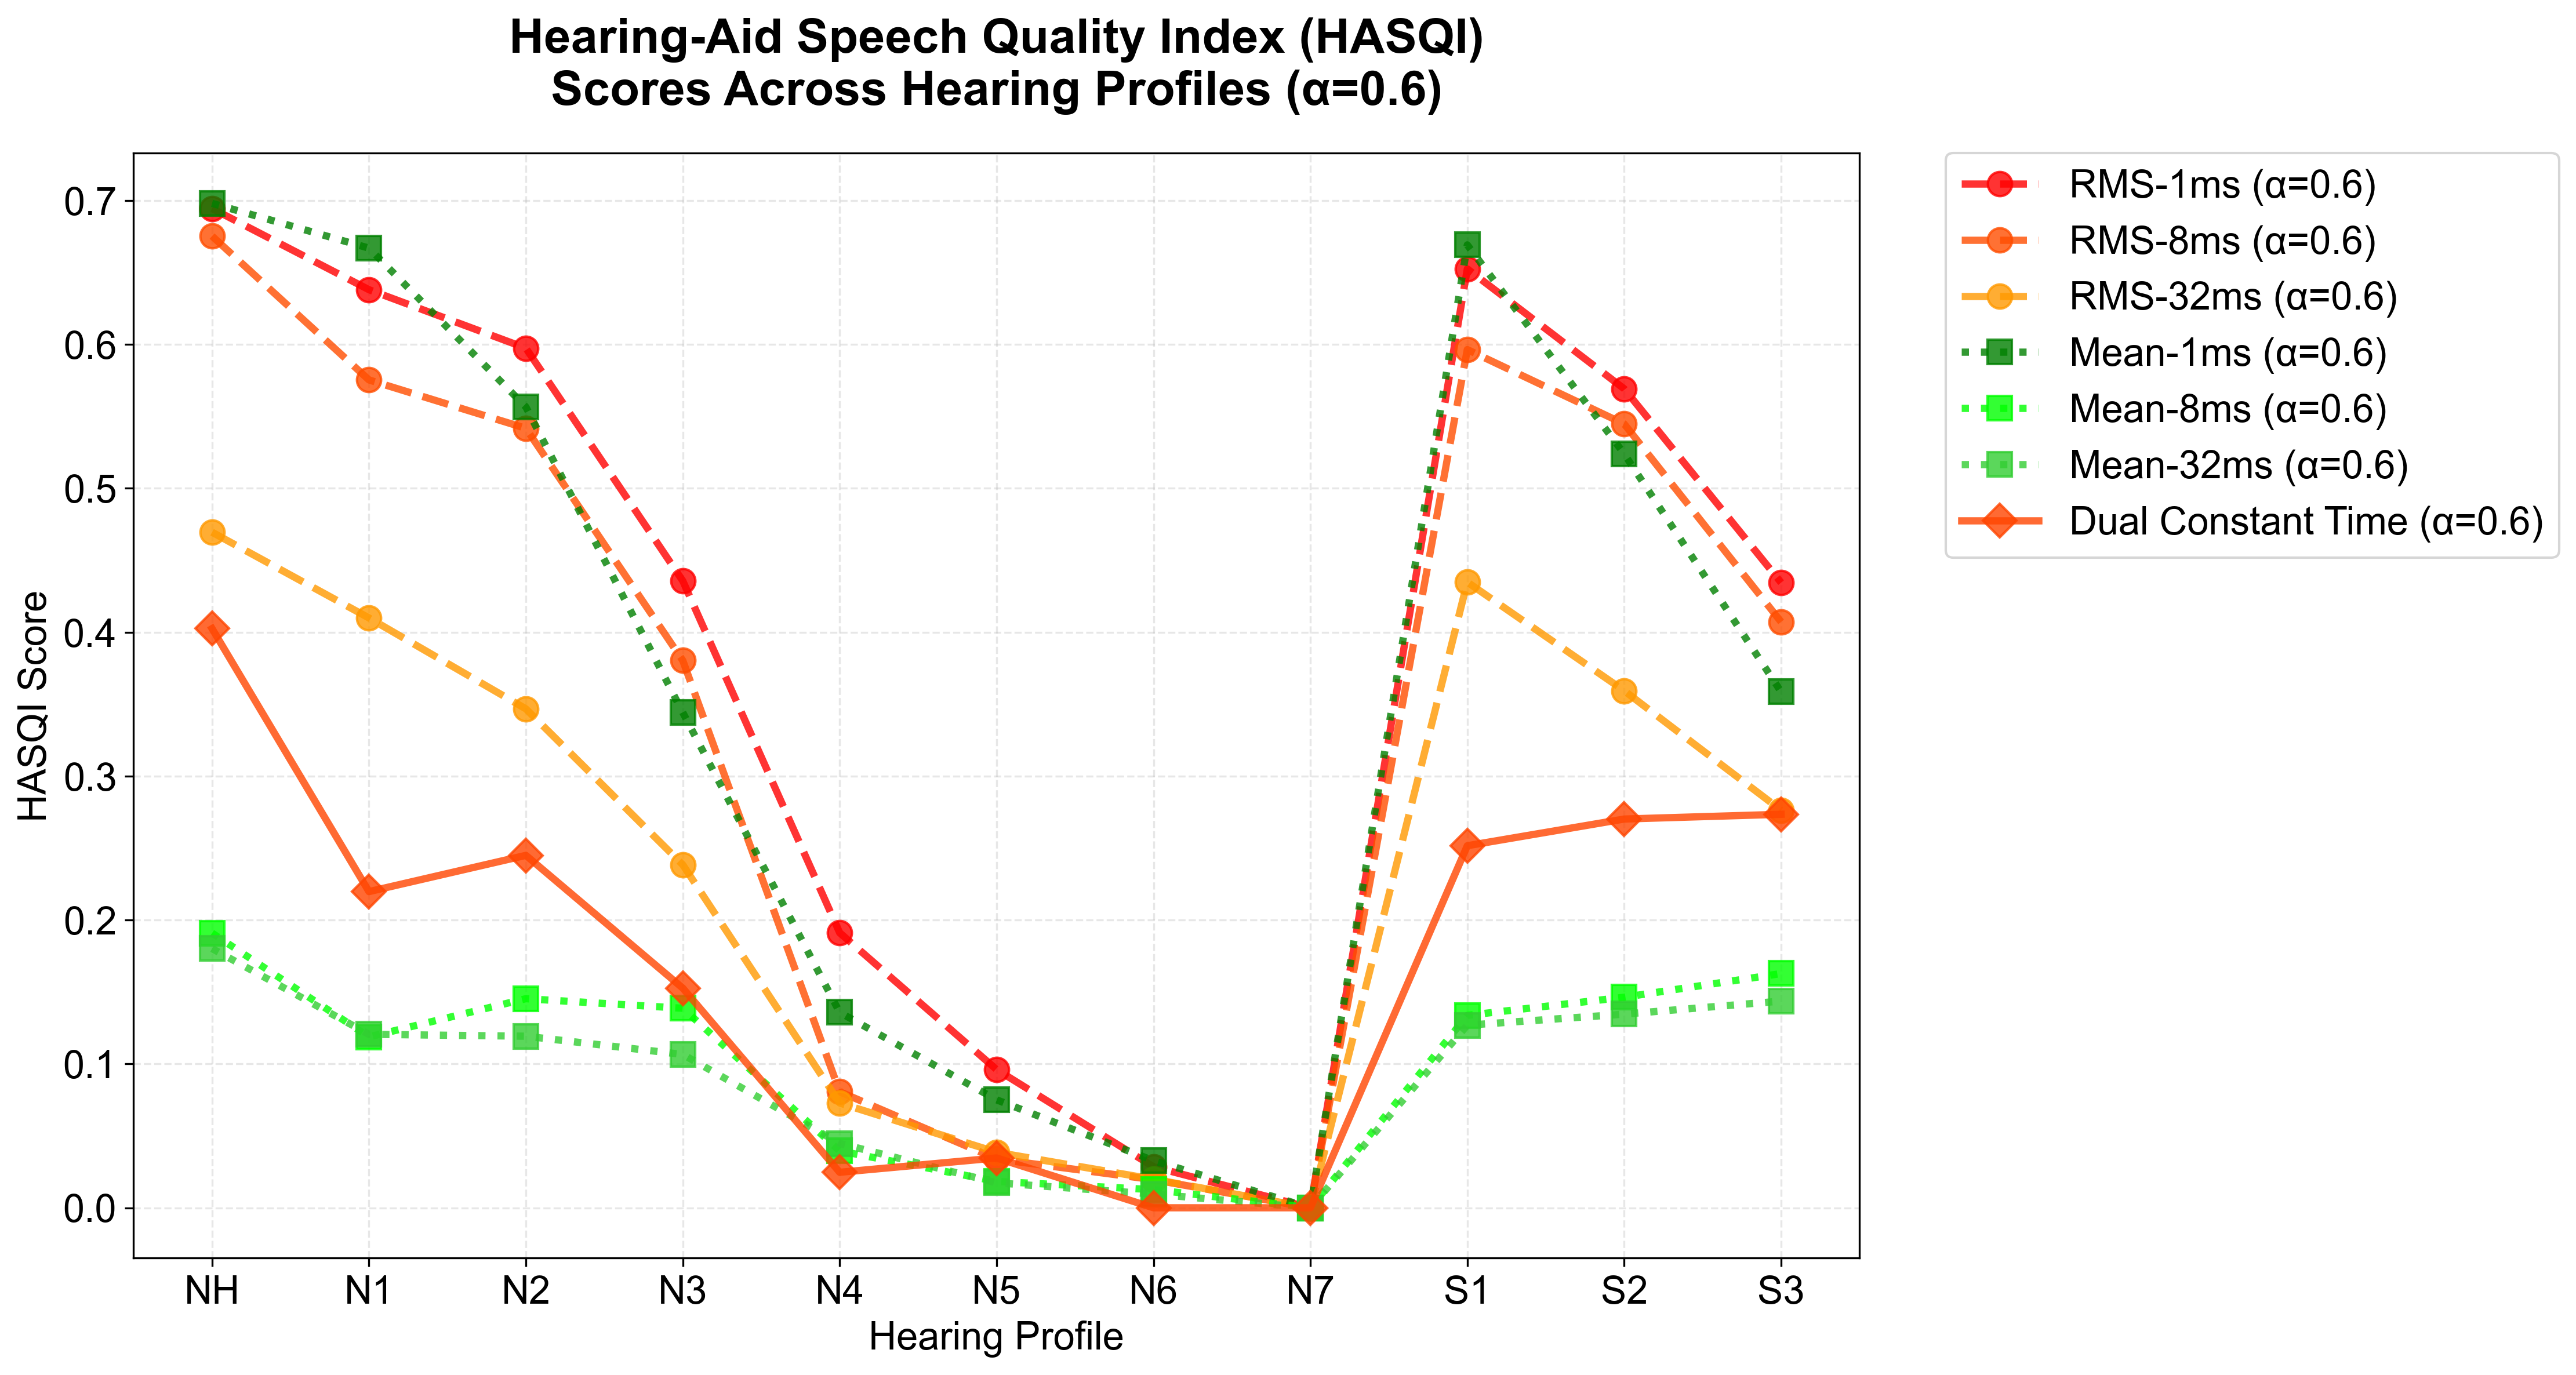 Hearing-Aid Speech Quality Index (HASQI)
Scores Across Hearing Profiles (α=0.6)
HASQI Score
0.7
0.6
0.5
0.4
0.3
0.2
0.1
0.0
NH N1 N2 N3 N4 N5 N6 N7 S1 S2 S3
Hearing Profile
RMS-1ms (α=0.6)
RMS-8ms (α=0.6)
RMS-32ms (α=0.6)
Mean-1ms (α=0.6)
Mean-8ms (α=0.6)
Mean-32ms (α=0.6)
Dual Constant Time (α=0.6)